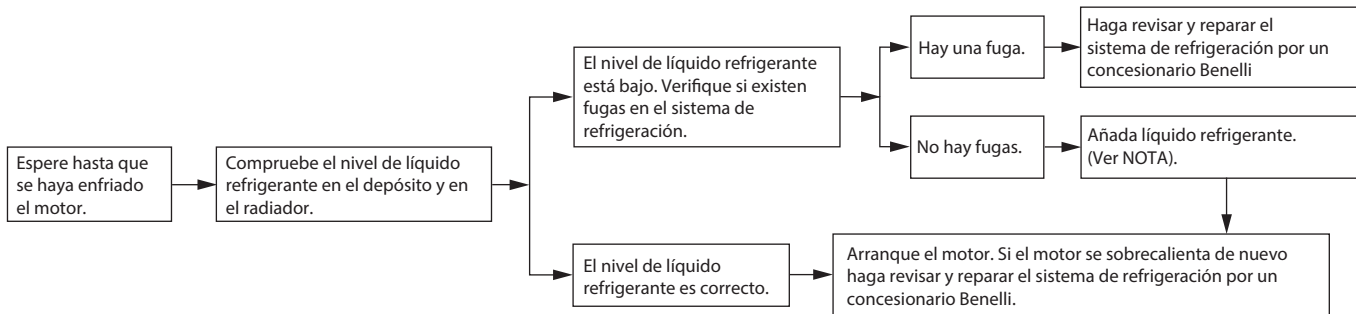 Espere hasta que
se haya enfriado
el motor.
Compruebe el nivel de líquido
refrigerante en el depósito y en
el radiador.
El nivel de líquido refrigerante
está bajo. Verifique si existen
fugas en el sistema de
refrigeración.
Hay una fuga.
Haga revisar y reparar el
sistema de refrigeración por un
concesionario Benelli
No hay fugas.
Añada líquido refrigerante.
(Ver NOTA).
El nivel de líquido
refrigerante es correcto.
Arranque el motor. Si el motor se sobrecalienta de nuevo
haga revisar y reparar el sistema de refrigeración por un
concesionario Benelli.